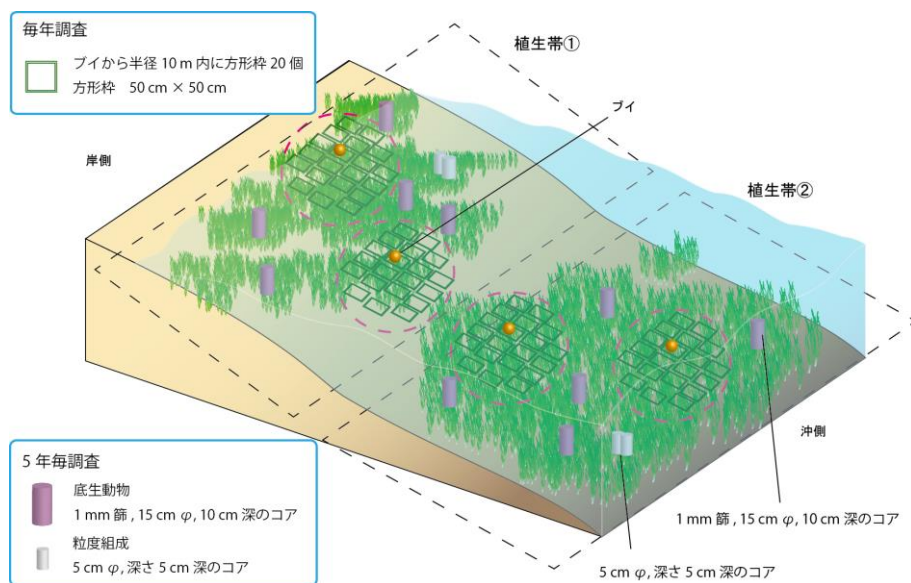 毎年調査
ブイから半径 10 m 内に方形枠 20 個
方形枠 50 cm × 50 cm
植生帯①
ブイ
岸側
植生帯②
沖側
5 年毎調査
底生動物
1 mm 篩 , 15 cm φ, 10 cm 深のコア
粒度組成
5 cm φ, 深さ 5 cm 深のコア
1 mm 篩 , 15 cm φ, 10 cm 深のコア
5 cm φ, 深さ 5 cm 深のコア